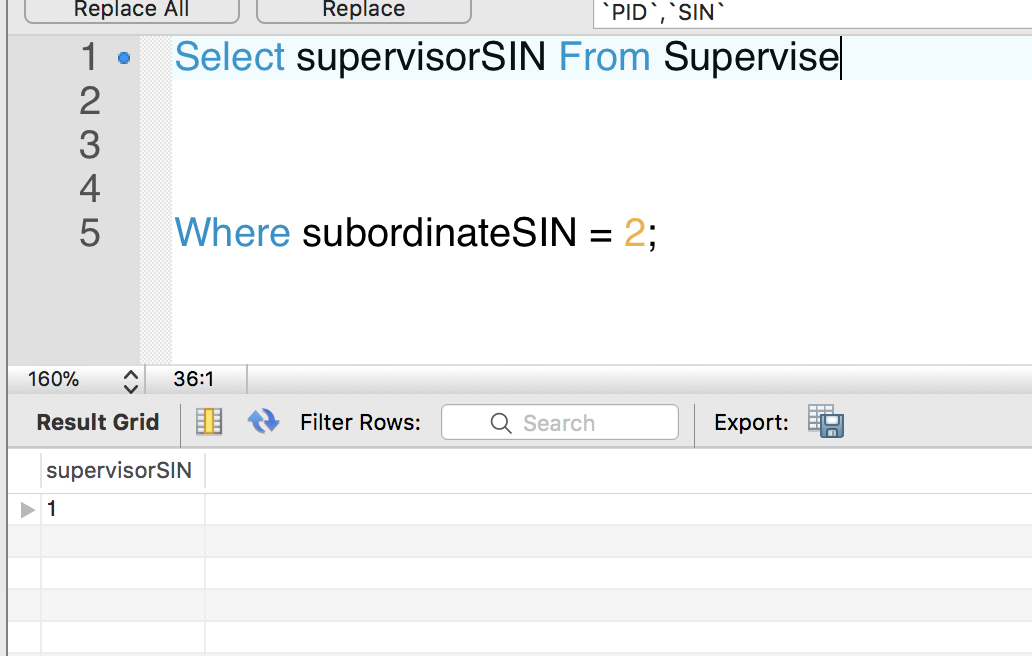 Replace All Replace `PID`,`SIN`
1 Select supervisorSIN From Supervise
2
3
4
5 Where subordinateSIN = 2;
160% 36:1
Result Grid Filter Rows: Search Export:
supervisorSIN
1